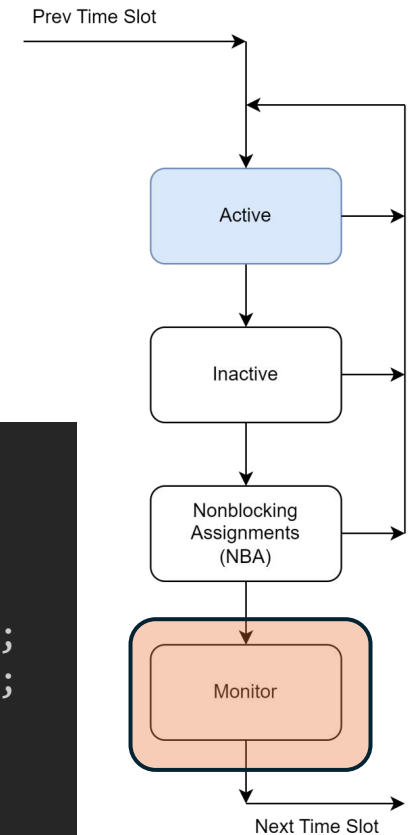 Prev Time Slot
Active
Inactive
Nonblocking
Assignments
(NBA)
;
;
Monitor
Next Time Slot